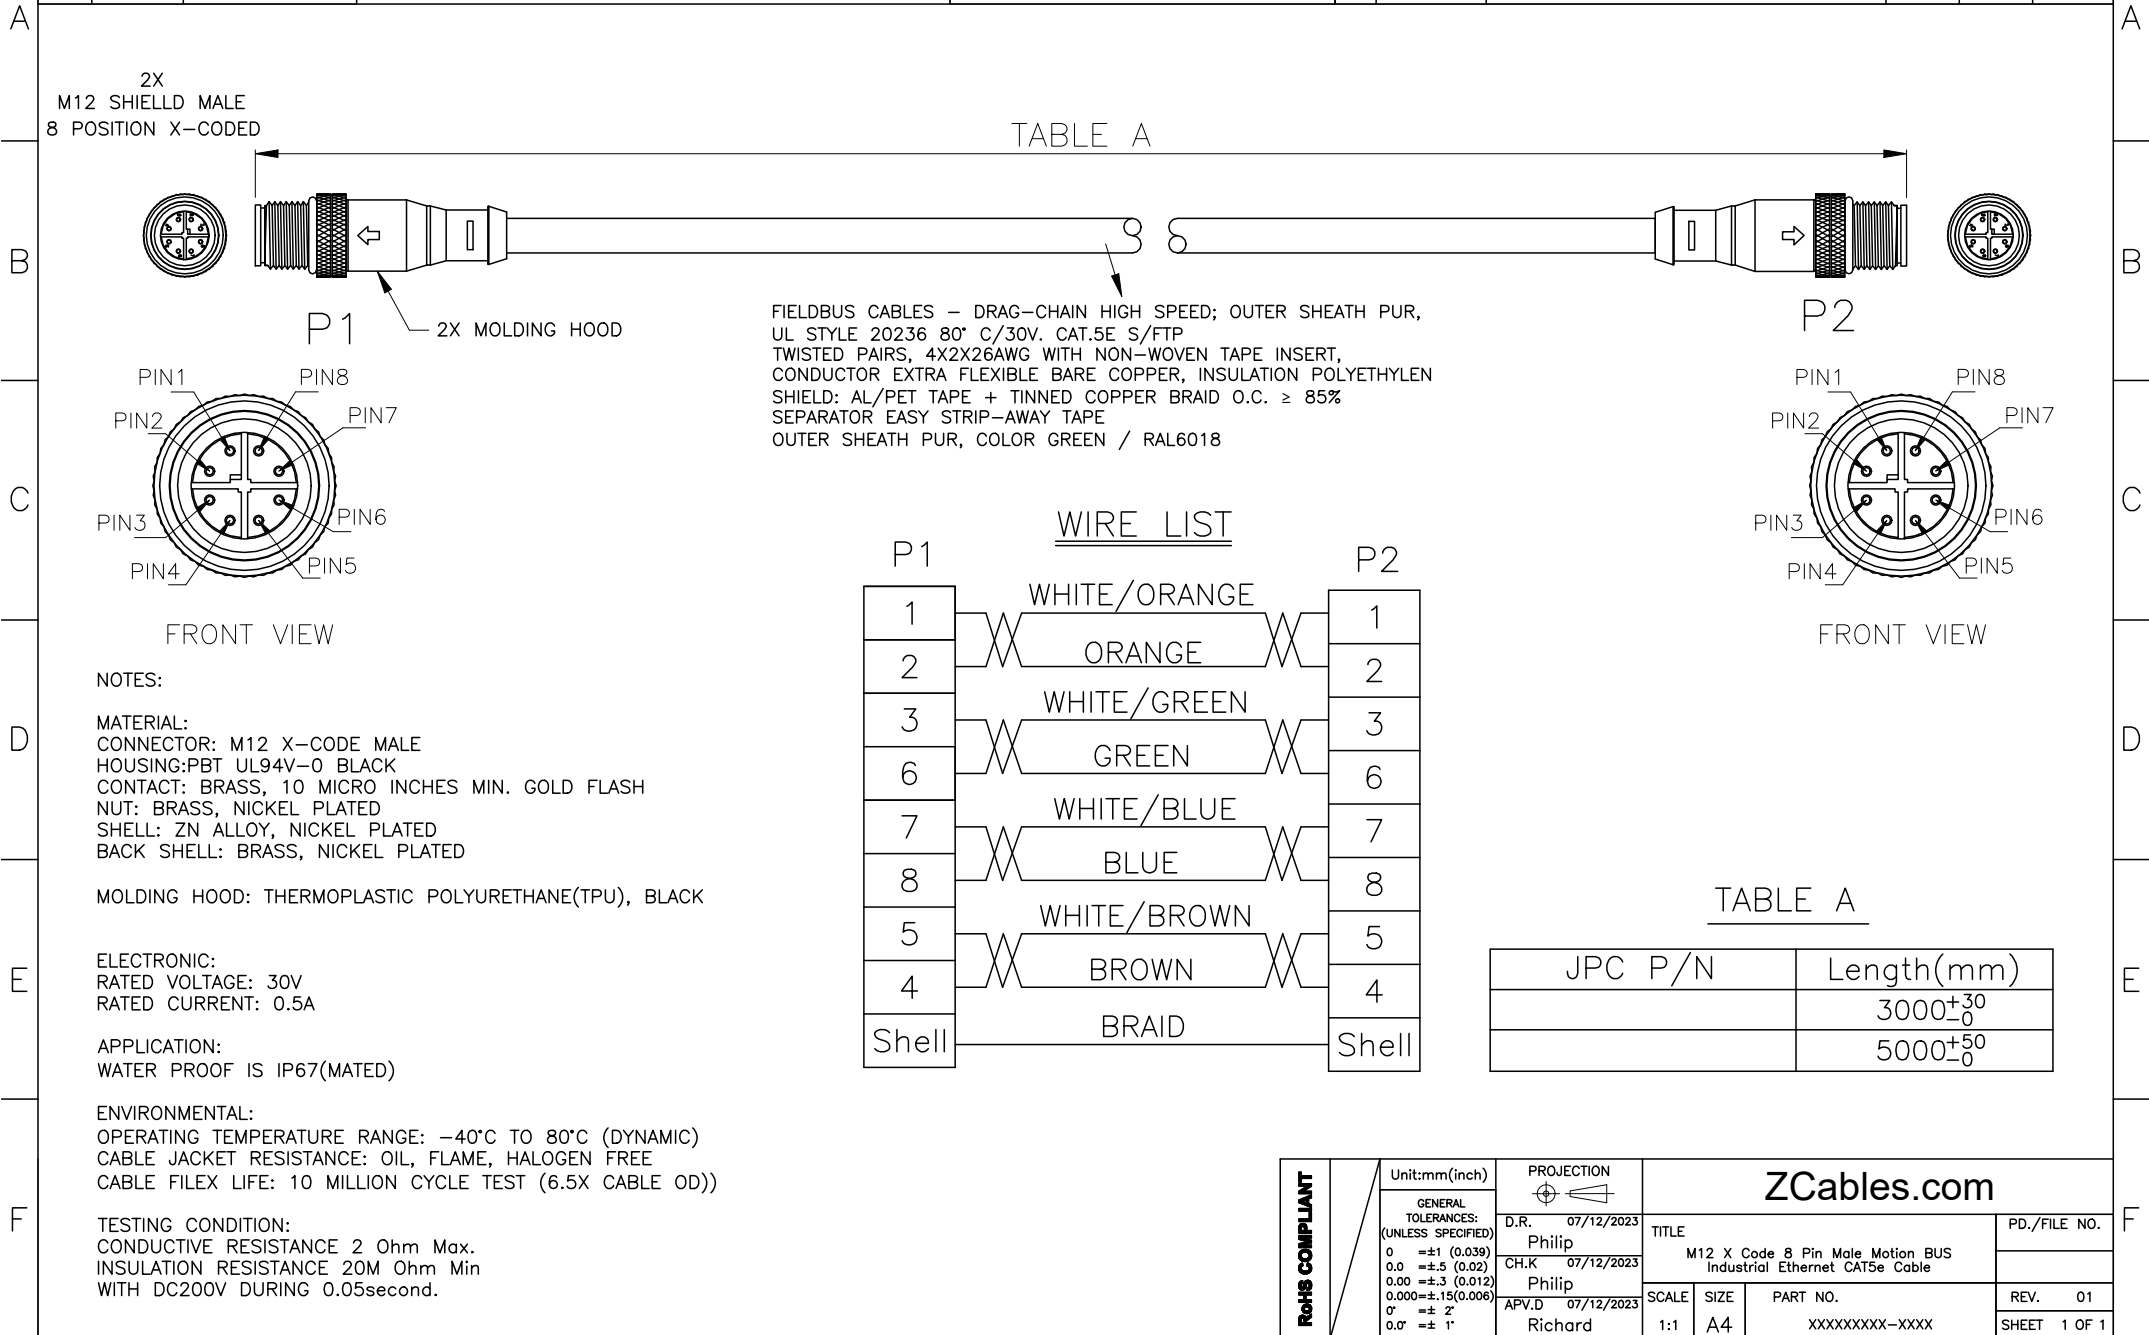 A
A
2X
M12 SHIELLD MALE
8 POSITION X-CODED
TABLE A
B
B
P1
2X MOLDING HOOD
FIELDBUS CABLES - DRAG-CHAIN HIGH SPEED; OUTER SHEATH PUR,
UL STYLE 20236 80° C/30V. CAT.5E S/FTP
TWISTED PAIRS, 4X2X26AWG WITH NON-WOVEN TAPE INSERT,
CONDUCTOR EXTRA FLEXIBLE BARE COPPER, INSULATION POLYETHYLEN
SHIELD: AL/PET TAPE + TINNED COPPER BRAID O.C. ≥ 85%
SEPARATOR EASY STRIP-AWAY TAPE
OUTER SHEATH PUR, COLOR GREEN / RAL6018
P2
PIN1
PIN8
PIN2
PIN7
PIN3
PIN6
PIN4
PIN5
FRONT VIEW
PIN1
PIN8
PIN2
PIN7
PIN3
PIN6
PIN4
PIN5
FRONT VIEW
C
C
WIRE LIST
P1
P2
1
WHITE/ORANGE
1
2
ORANGE
2
3
WHITE/GREEN
3
6
GREEN
6
7
WHITE/BLUE
7
8
BLUE
8
5
WHITE/BROWN
5
4
BROWN
4
Shell
BRAID
Shell
D
D
NOTES:
MATERIAL:
CONNECTOR: M12 X-CODE MALE
HOUSING:PBT UL94V-0 BLACK
CONTACT: BRASS, 10 MICRO INCHES MIN. GOLD FLASH
NUT: BRASS, NICKEL PLATED
SHELL: ZN ALLOY, NICKEL PLATED
BACK SHELL: BRASS, NICKEL PLATED
MOLDING HOOD: THERMOPLASTIC POLYURETHANE(TPU), BLACK
ELECTRONIC:
RATED VOLTAGE: 30V
RATED CURRENT: 0.5A
APPLICATION:
WATER PROOF IS IP67(MATED)
ENVIRONMENTAL:
OPERATING TEMPERATURE RANGE: -40°C TO 80°C (DYNAMIC)
CABLE JACKET RESISTANCE: OIL, FLAME, HALOGEN FREE
CABLE FILEX LIFE: 10 MILLION CYCLE TEST (6.5X CABLE OD))
TESTING CONDITION:
CONDUCTIVE RESISTANCE 2 Ohm Max.
INSULATION RESISTANCE 20M Ohm Min
WITH DC200V DURING 0.05second.
E
E
TABLE A
JPC P/N Length(mm)
3000+30 -0
5000+50 -0
F
F
RoHS COMPLIANT
Unit:mm(inch)
GENERAL
TOLERANCES:
(UNLESS SPECIFIED)
0 =±1 (0.039)
0.0 =±.5 (0.02)
0.00 =±.3 (0.012)
0.000=±.15(0.006)
0° =± 2°
0.0° =± 1°
PROJECTION
D.R. 07/12/2023
Philip
CH.K 07/12/2023
Philip
APV.D 07/12/2023
Richard
ZCables.com
TITLE
M12 X Code 8 Pin Male Motion BUS
Industrial Ethernet CAT5e Cable
PD./FILE NO.
SCALE
1:1
SIZE
A4
PART NO.
XXXXXXXXX-XXXX
REV. 01
SHEET 1 OF 1